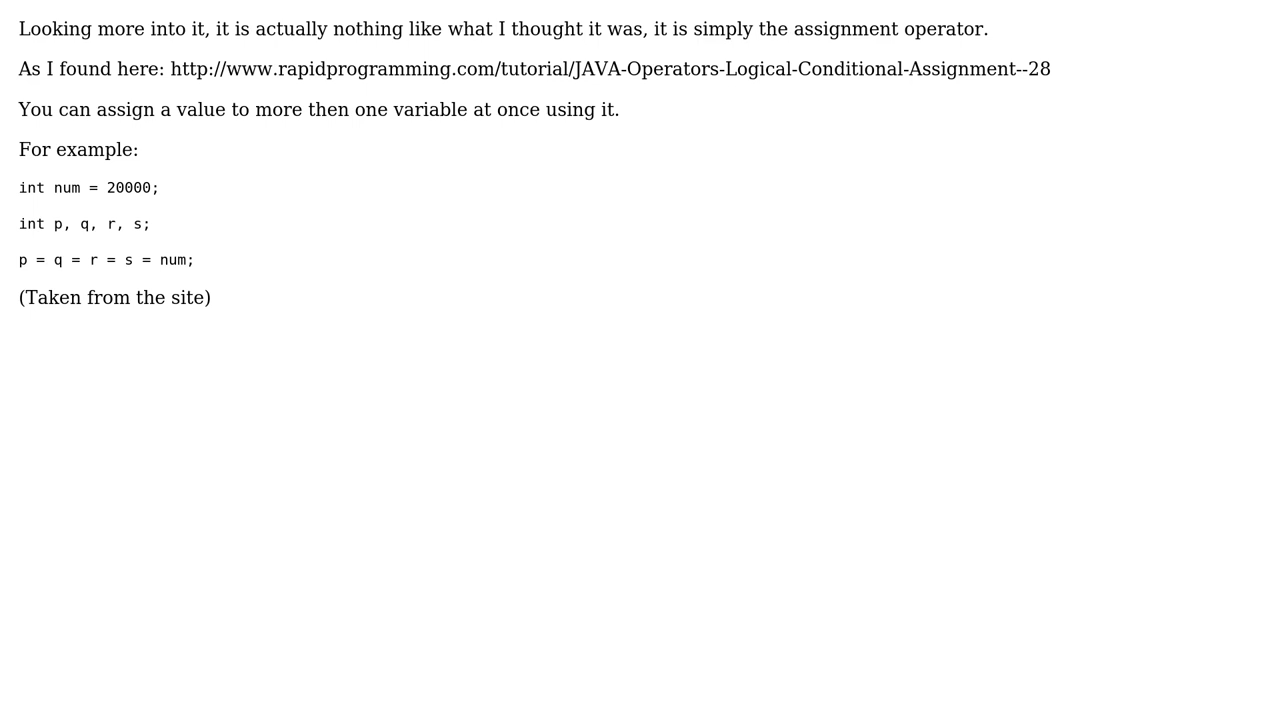 Looking more into it, it is actually nothing like what I thought it was, it is simply the assignment operator.
As I found here: http://www.rapidprogramming.com/tutorial/JAVA-Operators-Logical-Conditional-Assignment--28
You can assign a value to more then one variable at once using it.
For example:
int num = 20000;
int p, q, r, s;
p = q = r = s = num;
(Taken from the site)